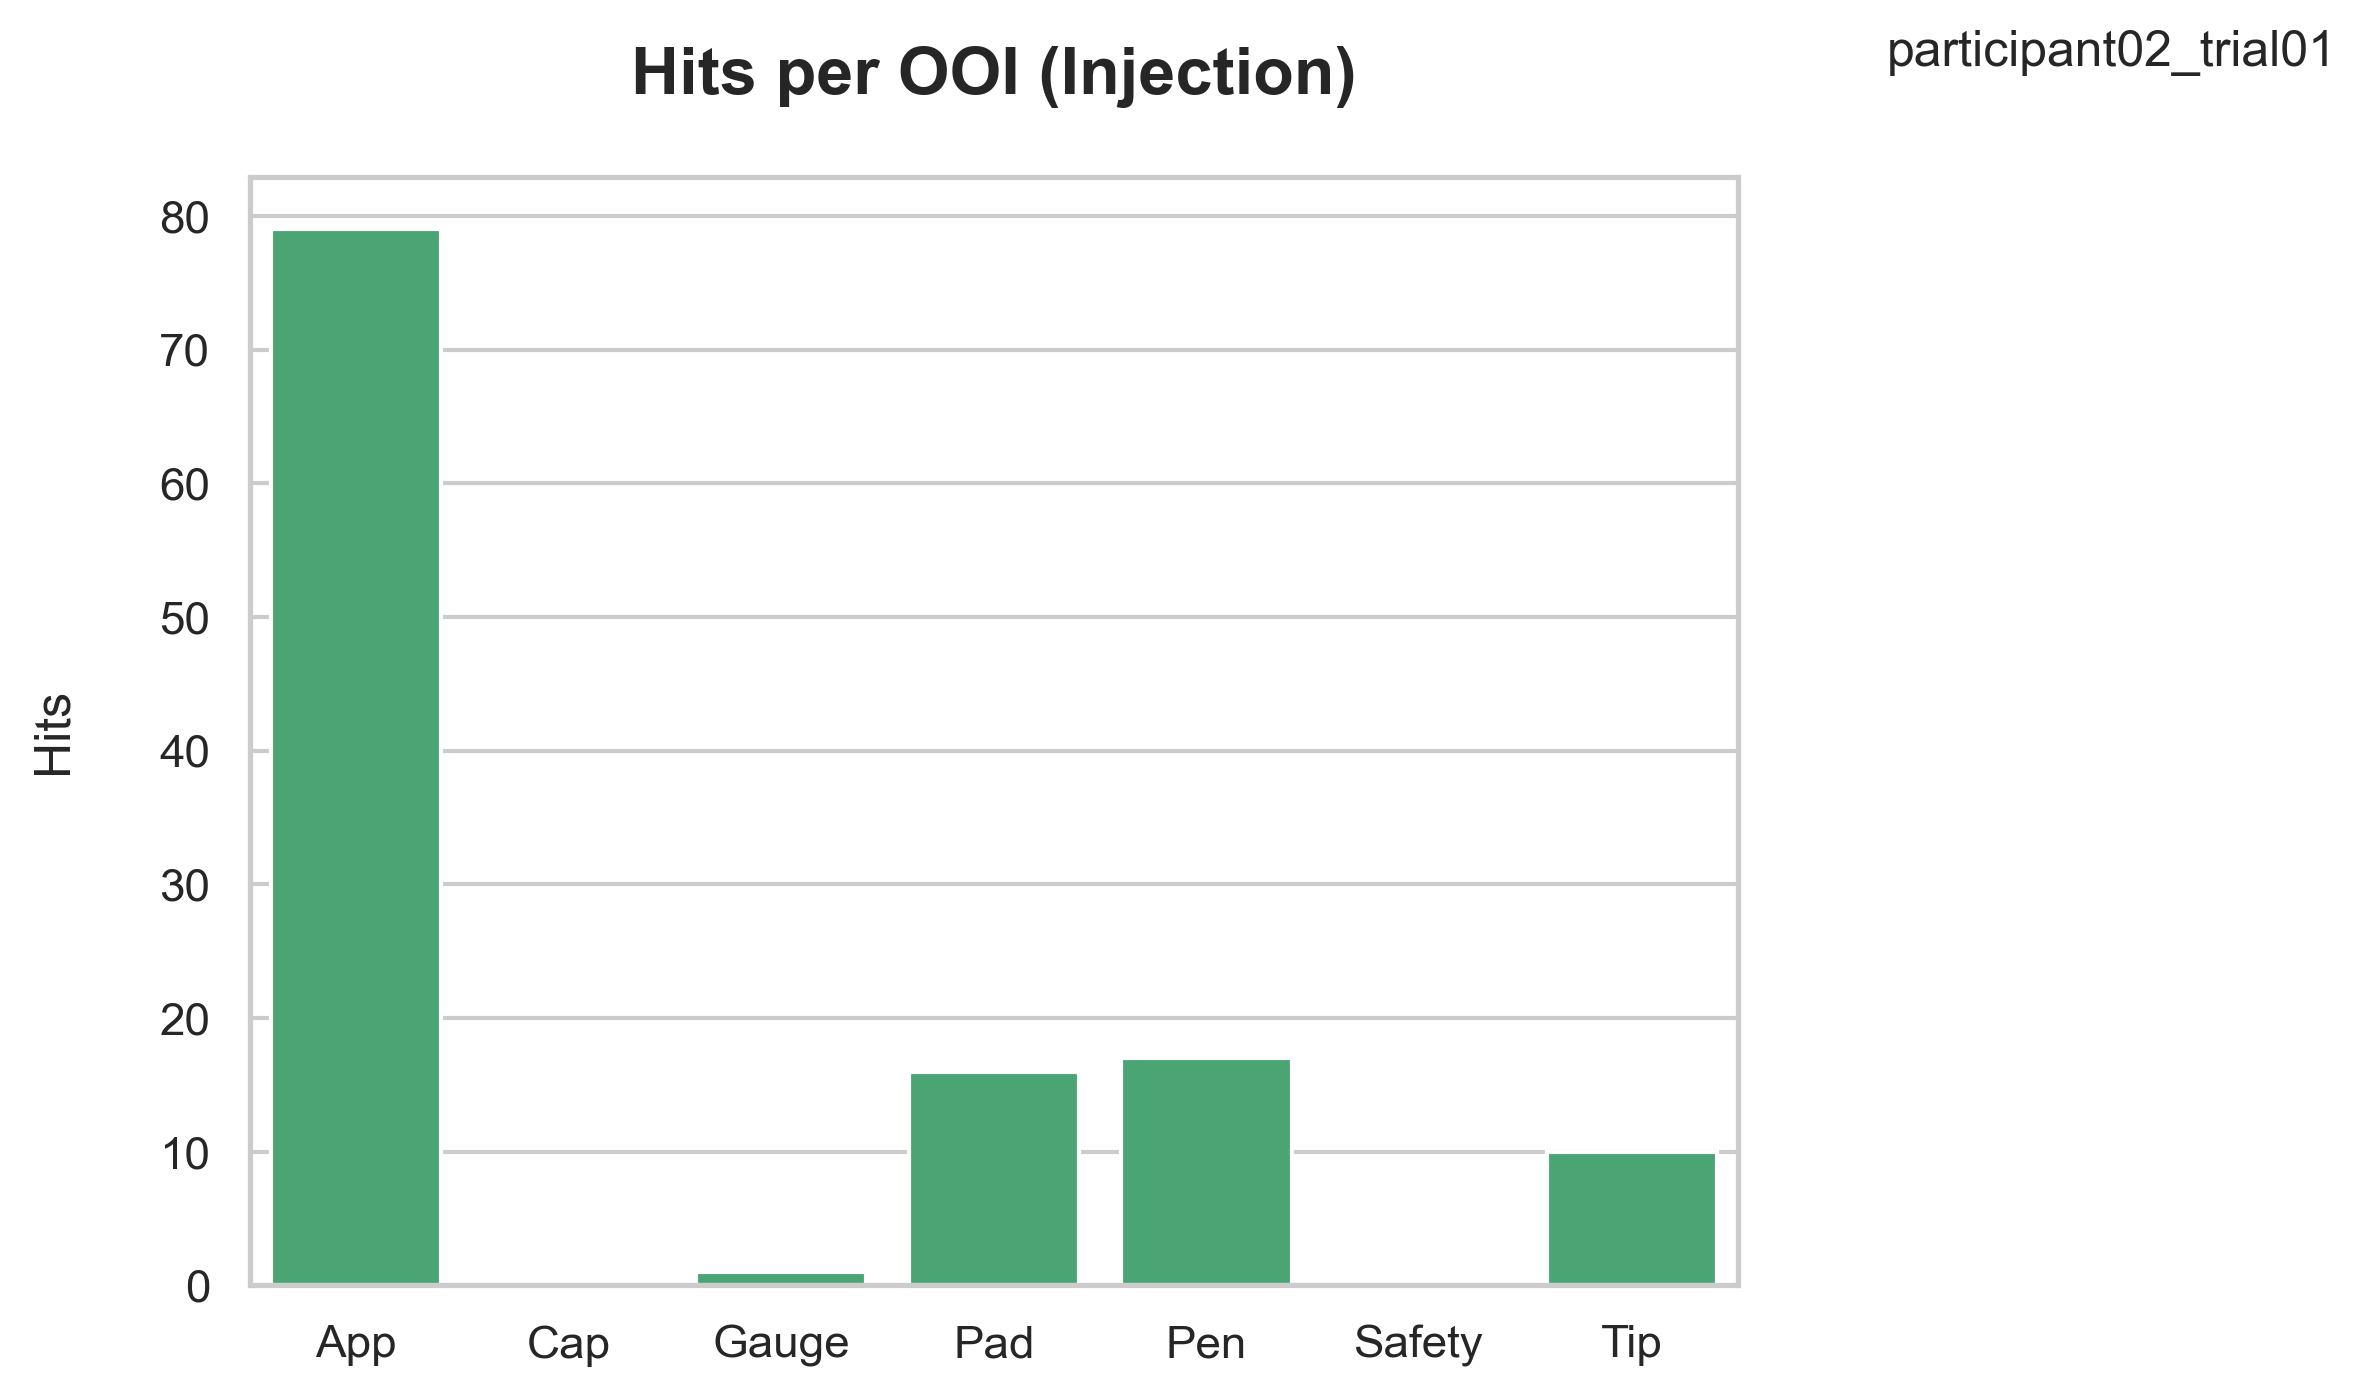 participant02_trial01
Hits per OOI (Injection)
Hits
80
70
60
50
40
30
20
10
0
App Cap Gauge Pad Pen Safety Tip